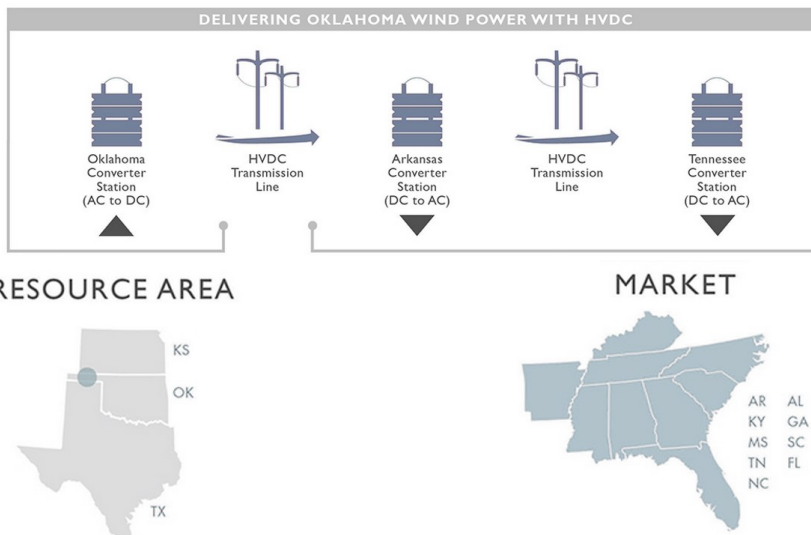 DELIVERING OKLAHOMA WIND POWER WITH HVDC
Oklahoma
Converter
Station
(AC to DC)
HVDC
Transmission
Line
Arkansas
Converter
Station
(DC to AC)
HVDC
Transmission
Line
Tennessee
Converter
Station
(DC to AC)
RESOURCE AREA
KS
OK
TX
MARKET
AR AL
KY GA
MS SC
TN FL
NC